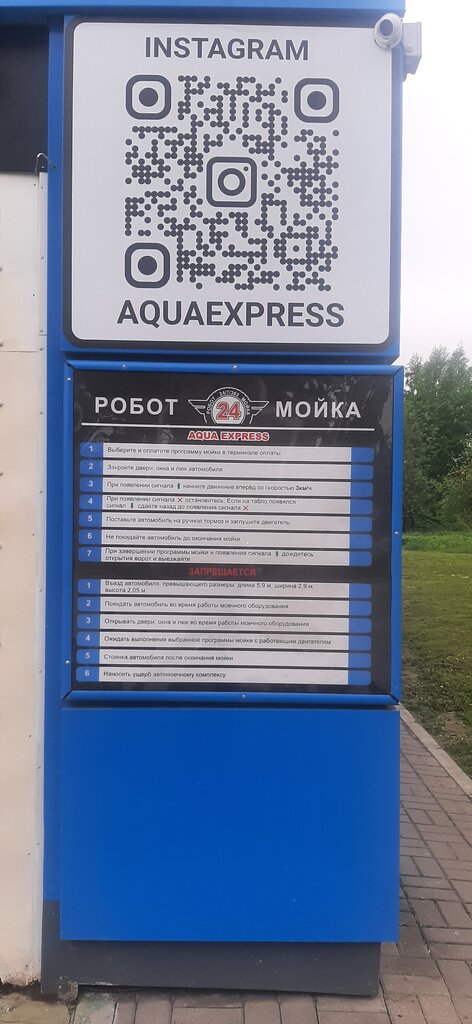 INSTAGRAM
AQUAEXPRESS
РОБОТ 24 МОЙКА
AQUA EXPRESS
1 Выберите и оплатите программу мойки в терминале оплаты
2 Закройте двери, окна и люк автомобиля
3 При появлении сигнала ⬆ начните движение вперёд со скоростью 3км/ч
4 При появлении сигнала ✕ остановитесь. Если на табло появился
сигнал ⬇ сдайте назад до появления сигнала ✕
5 Поставьте автомобиль на ручной тормоз и заглушите двигатель
6 Не покидайте автомобиль до окончания мойки
7 При завершении программы мойки и появления сигнала ⬆ дождитесь
открытия ворот и выезжайте
ЗАПРЕЩАЕТСЯ
1 Въезд автомобиля, превышающего размеры: длина 5,9 м, ширина 2,9 м,
высота 2,05 м
2 Покидать автомобиль во время работы моечного оборудования
3 Открывать двери, окна и люк во время работы моечного оборудования
4 Ожидать выполнения выбранной программы мойки с работающим двигателем
5 Стоянка автомобиля после окончания мойки
6 Наносить ущерб автомоечному комплексу